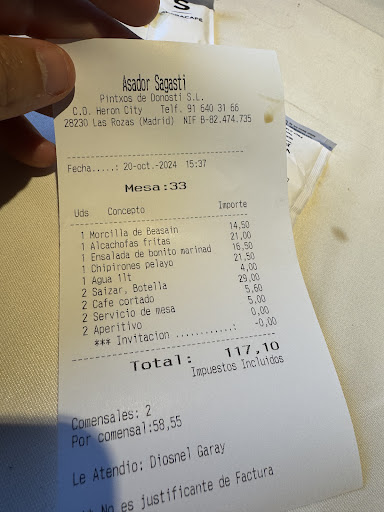 S
Asador Sagasti
Pintxos de Donosti S.L.
C.D. Heron City Telf. 91 640 31 66
28230 Las Rozas (Madrid) NIF B-82.474.735
Fecha.....: 20-oct.-2024 15:37
Mesa:33
Uds Concepto Importe
1 Morcilla de Beasain 14,50
1 Alcachofas fritas 21,00
1 Ensalada de bonito marinad 16,50
1 Chipirones pelayo 21,50
1 Agua 1lt 4,00
2 Saizar, Botella 29,00
2 Cafe cortado 5,60
2 Servicio de mesa 5,00
2 Aperitivo 0,00
*** Invitacion ............: -0,00
Total: 117,10
Impuestos Incluidos
Comensales: 2
Por comensal:58,55
Le Atendio: Diosnel Garay
No es justificante de Factura